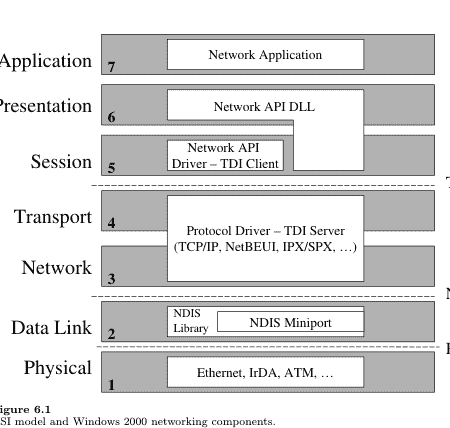 Application
7
Network Application
Presentation
6
Network API DLL
Session
5
Network API
Driver – TDI Client
Transport
4
Protocol Driver – TDI Server
(TCP/IP, NetBEUI, IPX/SPX, …)
Network
3
Data Link
2
NDIS
Library
NDIS Miniport
Physical
1
Ethernet, IrDA, ATM, …
igure 6.1
SI model and Windows 2000 networking components.